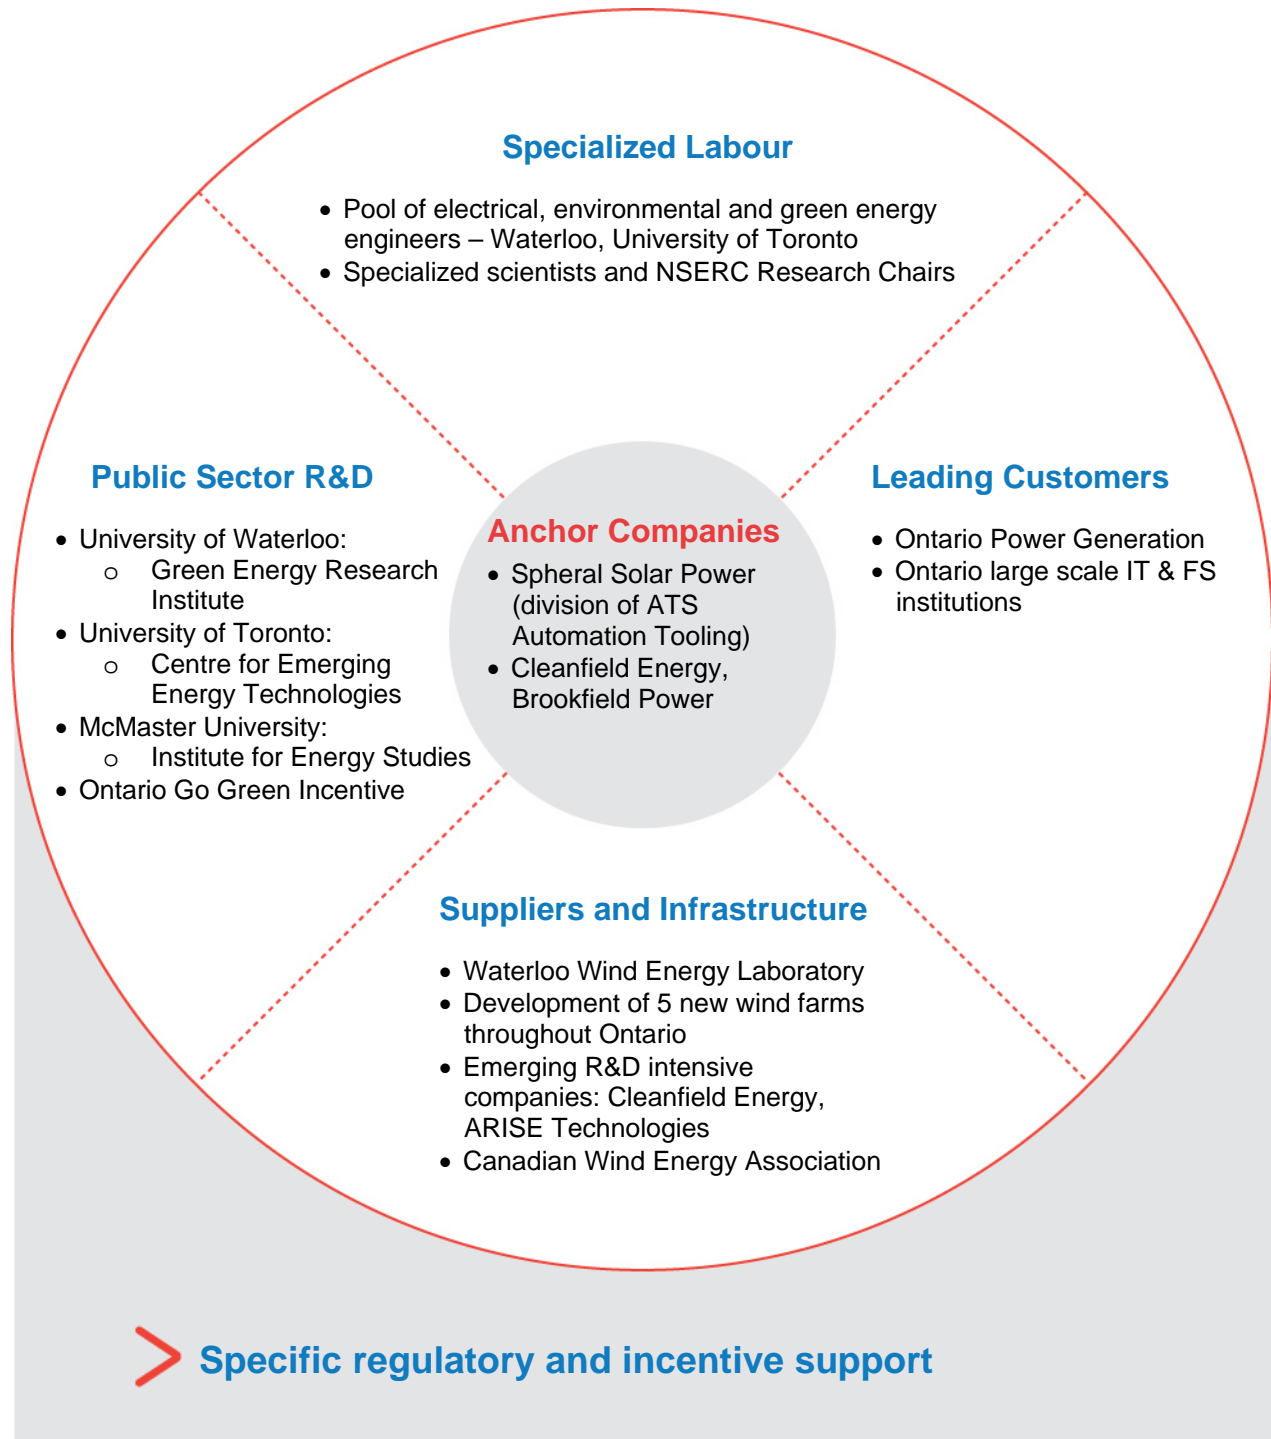 Specialized Labour
• Pool of electrical, environmental and green energy
engineers – Waterloo, University of Toronto
• Specialized scientists and NSERC Research Chairs
Public Sector R&D
• University of Waterloo:
o Green Energy Research
Institute
• University of Toronto:
o Centre for Emerging
Energy Technologies
• McMaster University:
o Institute for Energy Studies
• Ontario Go Green Incentive
Anchor Companies
• Spheral Solar Power
(division of ATS
Automation Tooling)
• Cleanfield Energy,
Brookfield Power
Leading Customers
• Ontario Power Generation
• Ontario large scale IT & FS
institutions
Suppliers and Infrastructure
• Waterloo Wind Energy Laboratory
• Development of 5 new wind farms
throughout Ontario
• Emerging R&D intensive
companies: Cleanfield Energy,
ARISE Technologies
• Canadian Wind Energy Association
Specific regulatory and incentive support